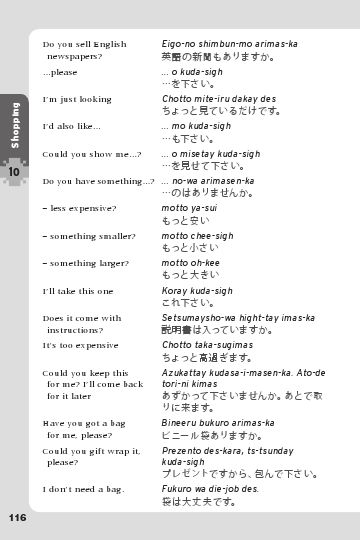 Shopping
10
Do you sell English
newspapers?
Eigo-no shimbun-mo arimas-ka
英語の新聞もありますか。
...please
... o kuda-sigh
…を下さい。
I'm just looking
Chotto mite-iru dakay des
ちょっと見ているだけです。
I'd also like...
... mo kuda-sigh
…も下さい。
Could you show me...?
... o misetay kuda-sigh
…を見せて下さい。
Do you have something...?
... no-wa arimasen-ka
…のはありませんか。
– less expensive?
motto ya-sui
もっと安い
– something smaller?
motto chee-sigh
もっと小さい
– something larger?
motto oh-kee
もっと大きい
I'll take this one
Koray kuda-sigh
これ下さい。
Does it come with
instructions?
Setsumaysho-wa hight-tay imas-ka
説明書は入っていますか。
It's too expensive
Chotto taka-sugimas
ちょっと高過ぎます。
Could you keep this
for me? I'll come back
for it later
Azukattay kudasa-i-masen-ka. Ato-de
tori-ni kimas
あずかって下さいませんか。あとで取
りに来ます。
Have you got a bag
for me, please?
Bineeru bukuro arimas-ka
ビニール袋ありますか。
Could you gift wrap it,
please?
Prezento des-kara, ts-tsunday
kuda-sigh
プレゼントですから、包んで下さい。
I don't need a bag.
Fukuro wa die-job des.
袋は大丈夫です。
116